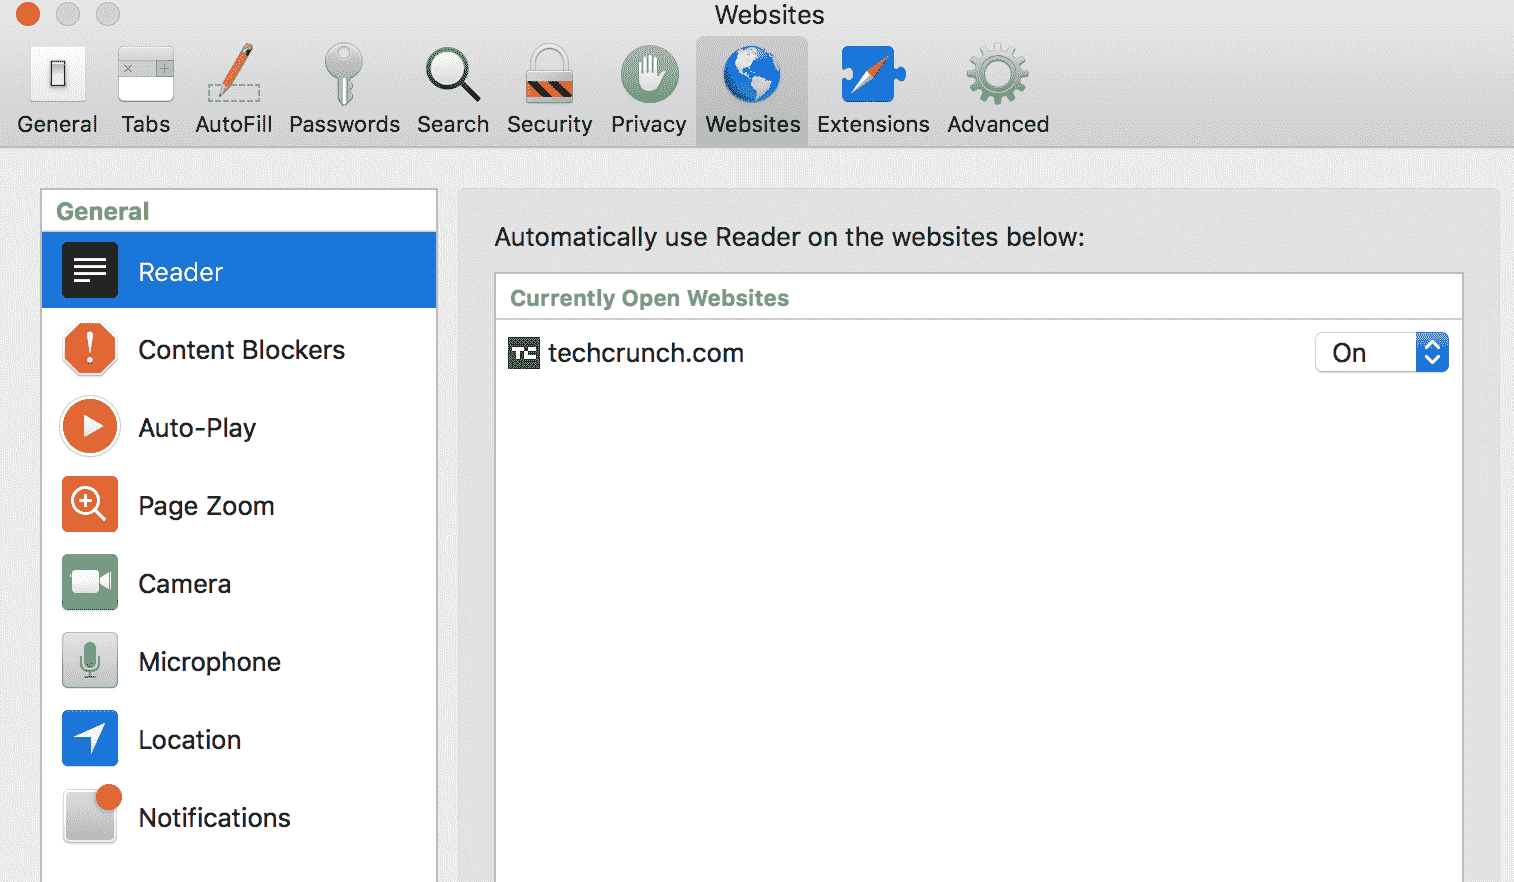 Websites
General Tabs AutoFill Passwords Search Security Privacy Websites Extensions Advanced
General
Reader
Content Blockers
Auto-Play
Page Zoom
Camera
Microphone
Location
Notifications
Automatically use Reader on the websites below:
Currently Open Websites
TC techcrunch.com On